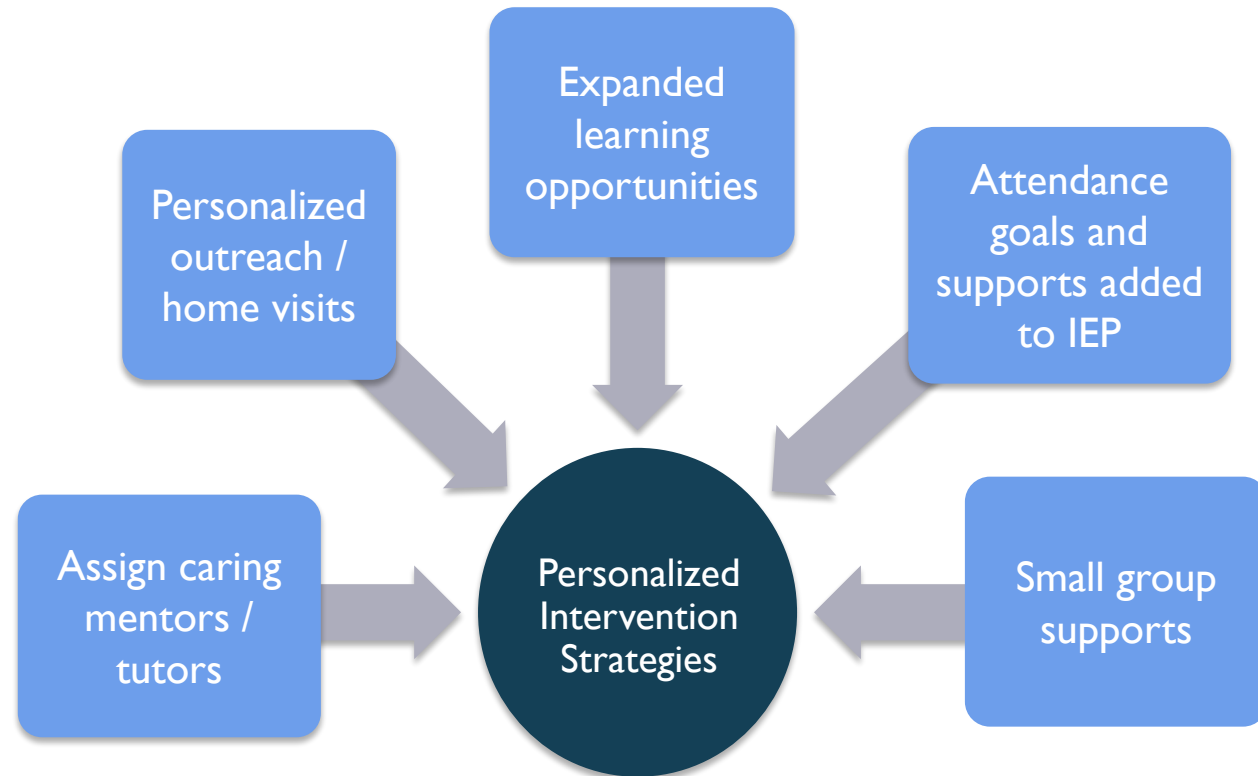 Expanded
learning
opportunities
Personalized
outreach /
home visits
Attendance
goals and
supports added
to IEP
Assign caring
mentors /
tutors
Personalized
Intervention
Strategies
Small group
supports